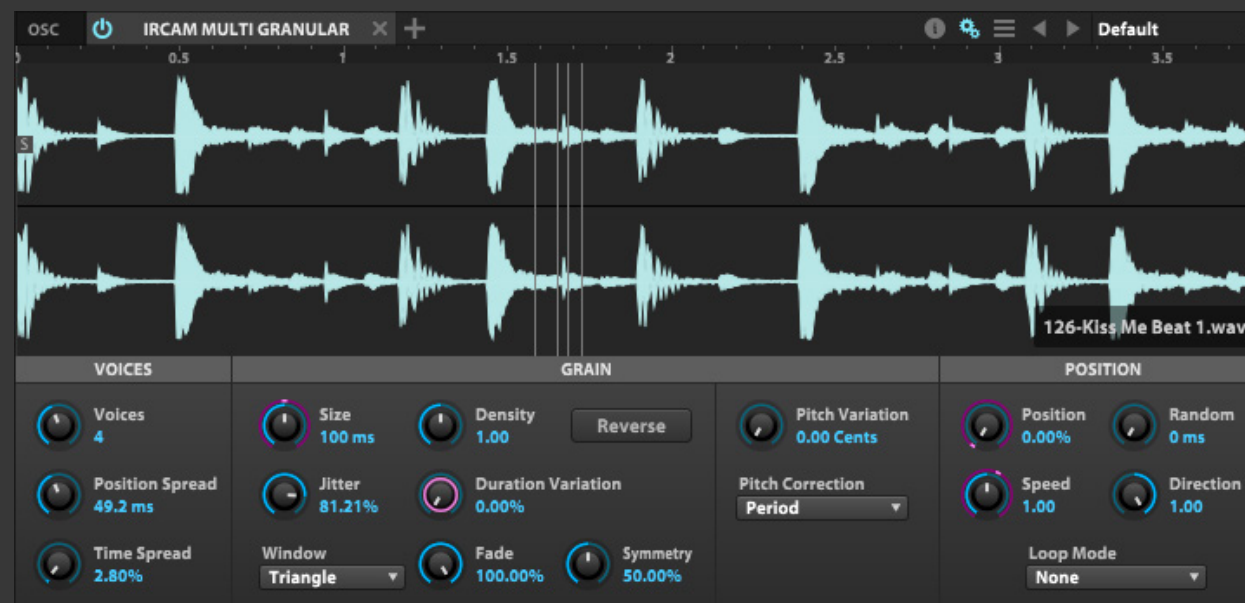 OSC IRCAM MULTI GRANULAR Default
0.5 1 1.5 2 2.5 3 3.5
S
126-Kiss Me Beat 1.wav
VOICES GRAIN POSITION
Voices Size Density Reverse Pitch Variation Position Random
4 100 ms 1.00 0.00 Cents 0.00% 0 ms
Position Spread Jitter Duration Variation Pitch Correction Speed Direction
49.2 ms 81.21% 0.00% Period 1.00 1.00
Time Spread Window Fade Symmetry Loop Mode
2.80% Triangle 100.00% 50.00% None